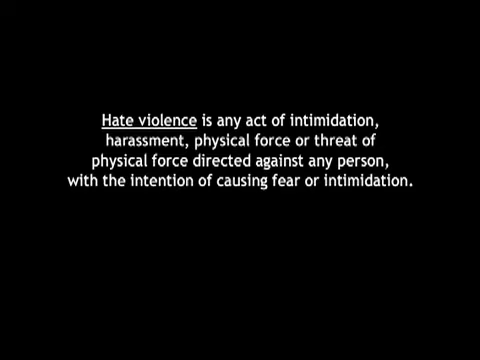 Hate violence is any act of intimidation,
harassment, physical force or threat of
physical force directed against any person,
with the intention of causing fear or intimidation.